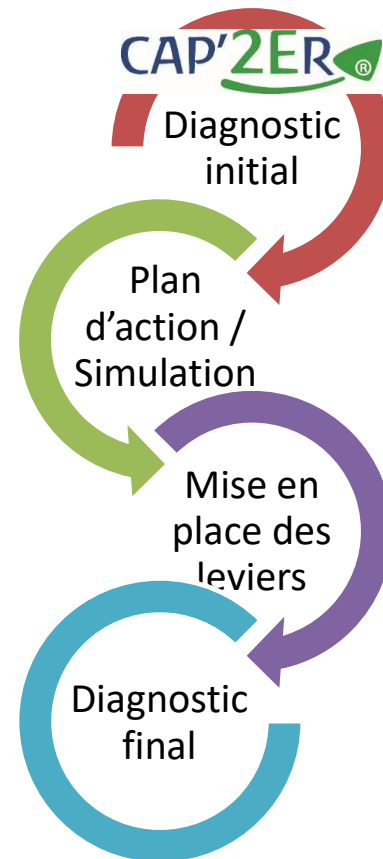 CAP'2ER ®
Diagnostic
initial
Plan
d’action /
Simulation
Mise en
place des
leviers
Diagnostic
final